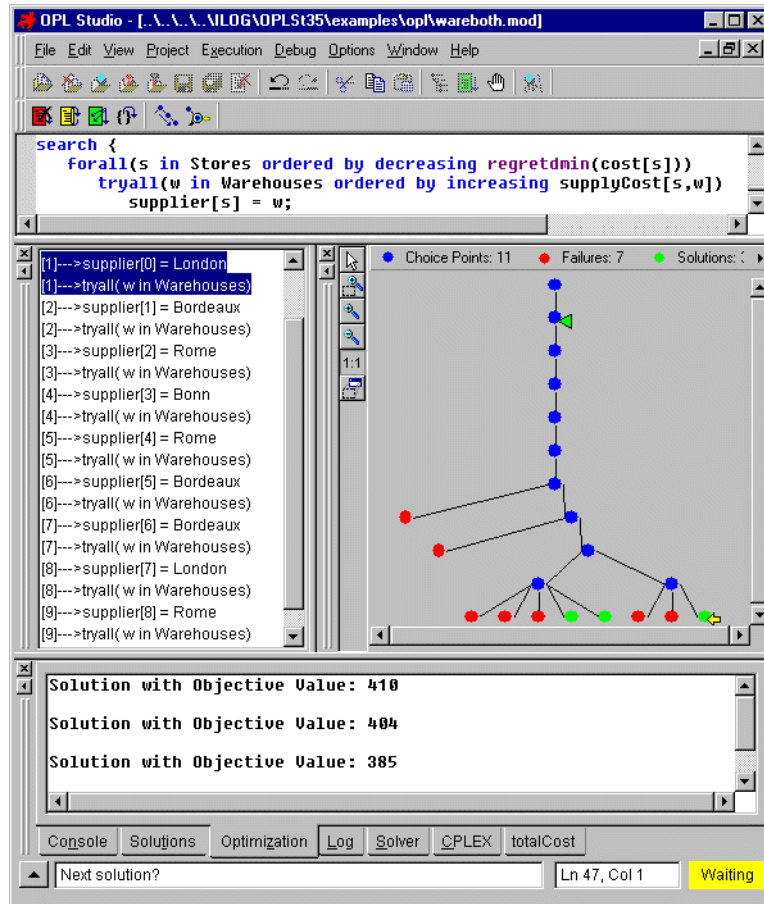 OPL Studio - [..\..\..\..\ILOG\OPLSt35\examples\opl\wareboth.mod]
File Edit View Project Execution Debug Options Window Help
search {
forall(s in Stores ordered by decreasing regretdmin(cost[s]))
tryall(w in Warehouses ordered by increasing supplyCost[s,w])
supplier[s] = w;
[1]--->supplier[0] = London
[1]--->tryall( w in Warehouses)
[2]--->supplier[1] = Bordeaux
[2]--->tryall( w in Warehouses)
[3]--->supplier[2] = Rome
[3]--->tryall( w in Warehouses)
[4]--->supplier[3] = Bonn
[4]--->tryall( w in Warehouses)
[5]--->supplier[4] = Rome
[5]--->tryall( w in Warehouses)
[6]--->supplier[5] = Bordeaux
[6]--->tryall( w in Warehouses)
[7]--->supplier[6] = Bordeaux
[7]--->tryall( w in Warehouses)
[8]--->supplier[7] = London
[8]--->tryall( w in Warehouses)
[9]--->supplier[8] = Rome
[9]--->tryall( w in Warehouses)
1:1
Choice Points: 11 Failures: 7 Solutions:
Solution with Objective Value: 410
Solution with Objective Value: 404
Solution with Objective Value: 385
Console Solutions Optimization Log Solver CPLEX totalCost
Next solution? Ln 47, Col 1 Waiting